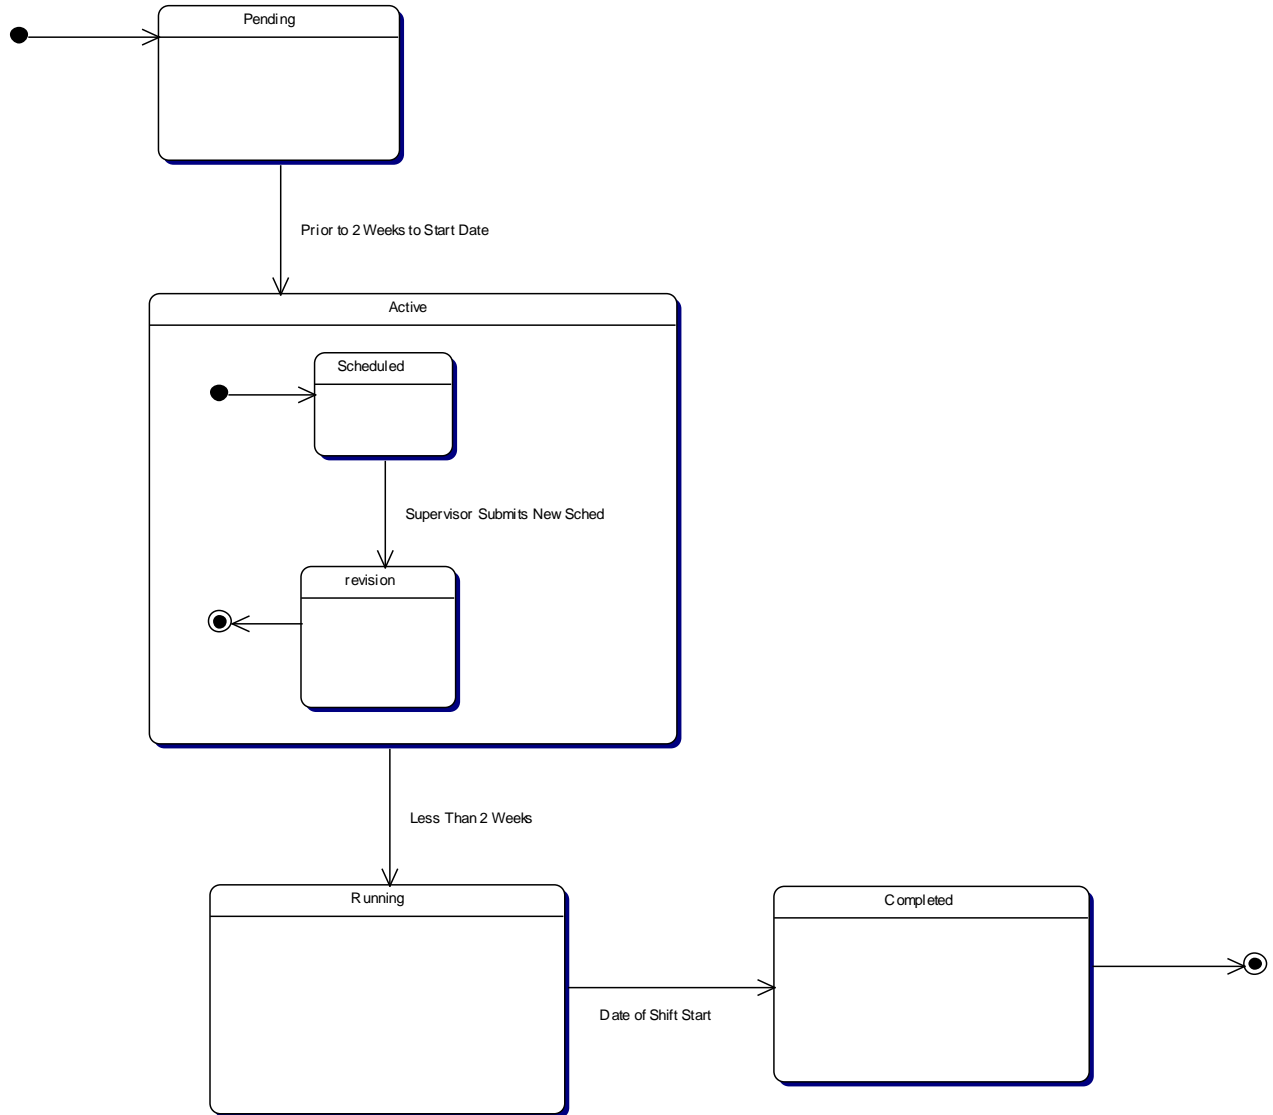 Pending
Prior to 2 Weeks to Start Date
Active
Scheduled
Supervisor Submits New Sched
revision
Less Than 2 Weeks
Running
Completed
Date of Shift Start